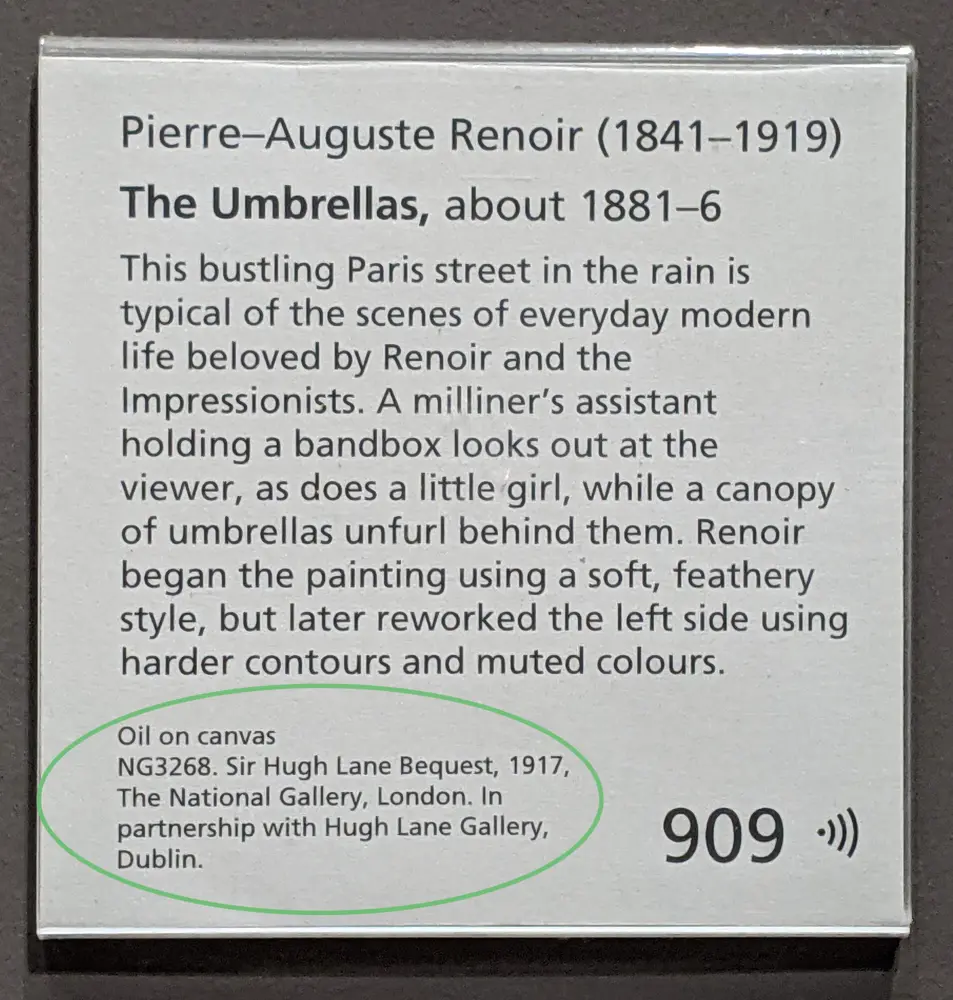 Pierre–Auguste Renoir (1841–1919)
The Umbrellas, about 1881–6
This bustling Paris street in the rain is
typical of the scenes of everyday modern
life beloved by Renoir and the
Impressionists. A milliner’s assistant
holding a bandbox looks out at the
viewer, as does a little girl, while a canopy
of umbrellas unfurl behind them. Renoir
began the painting using a soft, feathery
style, but later reworked the left side using
harder contours and muted colours.
Oil on canvas
NG3268. Sir Hugh Lane Bequest, 1917,
The National Gallery, London. In
partnership with Hugh Lane Gallery,
Dublin.
909